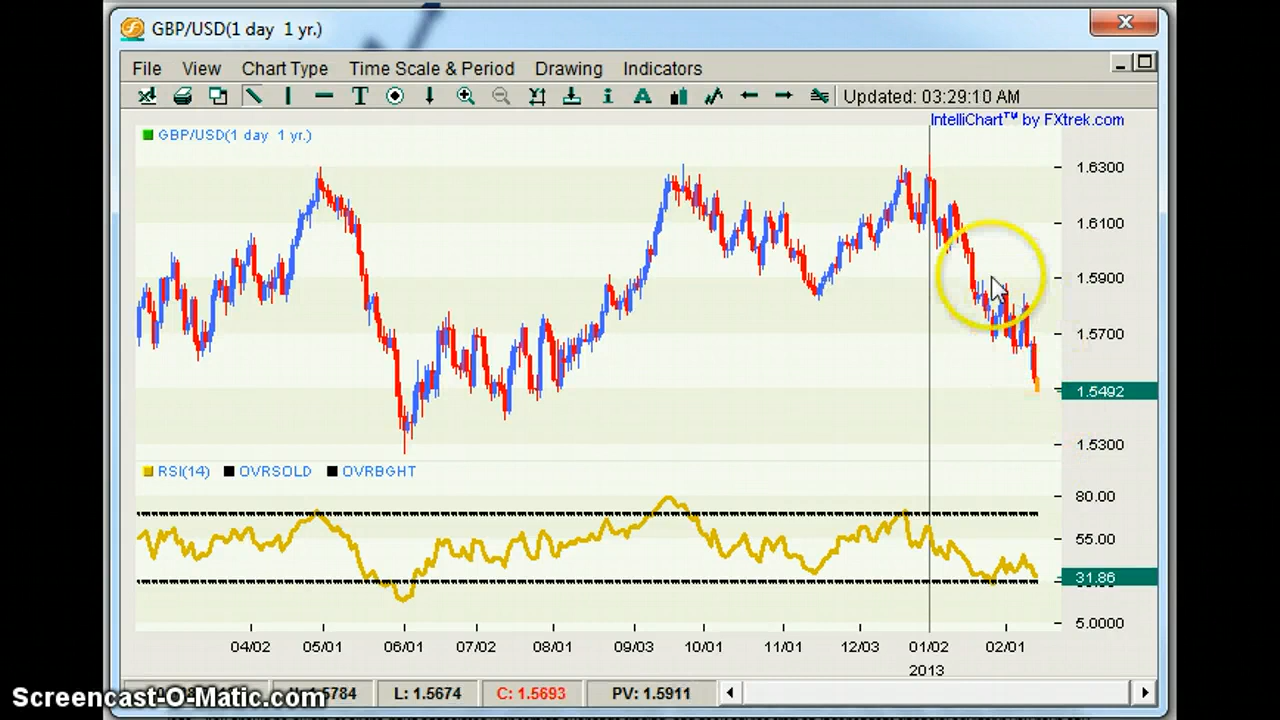 GBP/USD(1 day 1 yr.)
File View Chart Type Time Scale & Period Drawing Indicators
T i A Updated: 03:29:10 AM
IntelliChart™ by FXtrek.com
GBP/USD(1 day 1 yr.)
1.6300
1.6100
1.5900
1.5700
1.5492
1.5300
RSI(14) OVRSOLD OVRBGHT
80.00
55.00
31.86
5.0000
04/02 05/01 06/01 07/02 08/01 09/03 10/01 11/01 12/03 01/02 02/01
2013
L: 1.5674 C: 1.5693 PV: 1.5911
Screencast-O-Matic.com